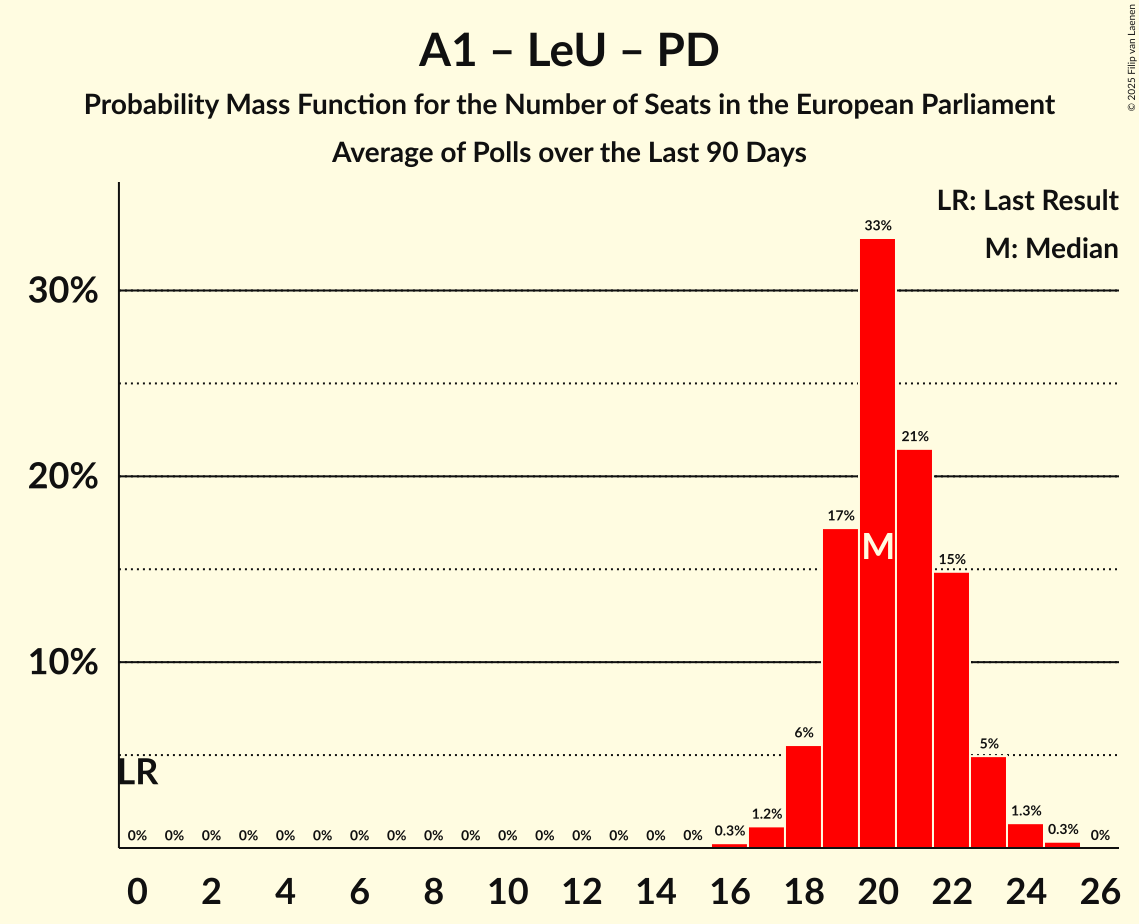 A1 – LeU – PD
Probability Mass Function for the Number of Seats in the European Parliament
Average of Polls over the Last 90 Days
© 2025 Filip van Laenen
LR: Last Result
M: Median
30%
20%
10%
33%
21%
17%
M
15%
6%
5%
LR
0% 0% 0% 0% 0% 0% 0% 0% 0% 0% 0% 0% 0% 0% 0% 0% 0.3% 1.2% 1.3% 0.3% 0%
0 2 4 6 8 10 12 14 16 18 20 22 24 26